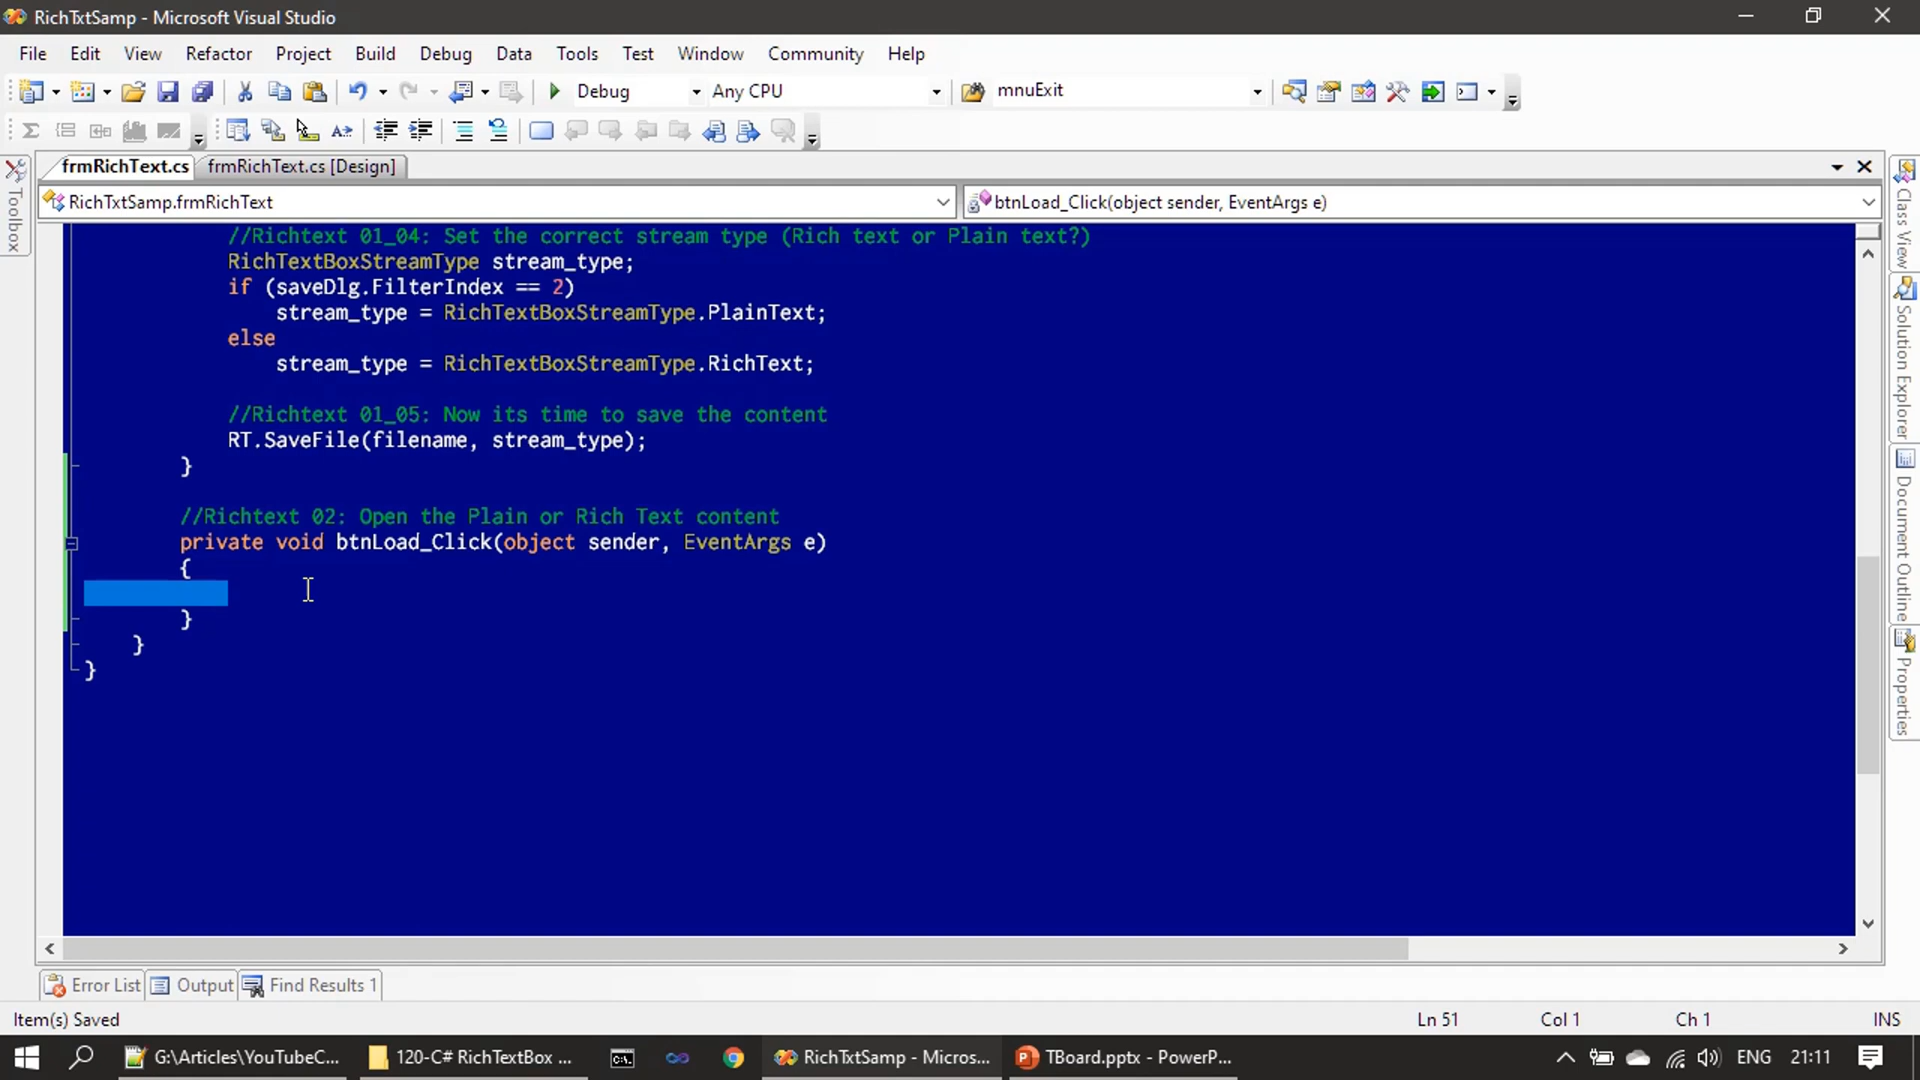 RichTxtSamp - Microsoft Visual Studio
File Edit View Refactor Project Build Debug Data Tools Test Window Community Help
Debug Any CPU mnuExit
frmRichText.cs frmRichText.cs [Design]
RichTxtSamp.frmRichText btnLoad_Click(object sender, EventArgs e)
Toolbox
//Richtext 01_04: Set the correct stream type (Rich text or Plain text?)
RichTextBoxStreamType stream_type;
if (saveDlg.FilterIndex == 2)
stream_type = RichTextBoxStreamType.PlainText;
else
stream_type = RichTextBoxStreamType.RichText;
//Richtext 01_05: Now its time to save the content
RT.SaveFile(filename, stream_type);
}
//Richtext 02: Open the Plain or Rich Text content
private void btnLoad_Click(object sender, EventArgs e)
{
}
}
}
Class View
Solution Explorer
Document Outline
Properties
Error List Output Find Results 1
Item(s) Saved Ln 51 Col 1 Ch 1 INS
G:\Articles\YouTubeC... 120-C# RichTextBox ... RichTxtSamp - Micros... TBoard.pptx - PowerP... ENG 21:11